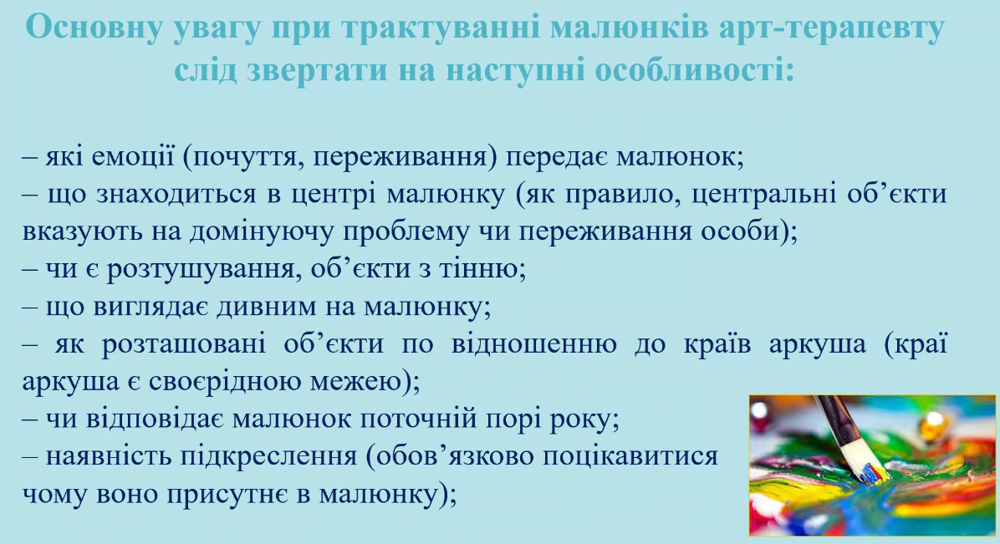 Основну увагу при трактуванні малюнків арт-терапевту
слід звертати на наступні особливості:
– які емоції (почуття, переживання) передає малюнок;
– що знаходиться в центрі малюнку (як правило, центральні об’єкти
вказують на домінуючу проблему чи переживання особи);
– чи є розтушування, об’єкти з тінню;
– що виглядає дивним на малюнку;
– як розташовані об’єкти по відношенню до країв аркуша (краї
аркуша є своєрідною межею);
– чи відповідає малюнок поточній порі року;
– наявність підкреслення (обов’язково поцікавитися
чому воно присутнє в малюнку);